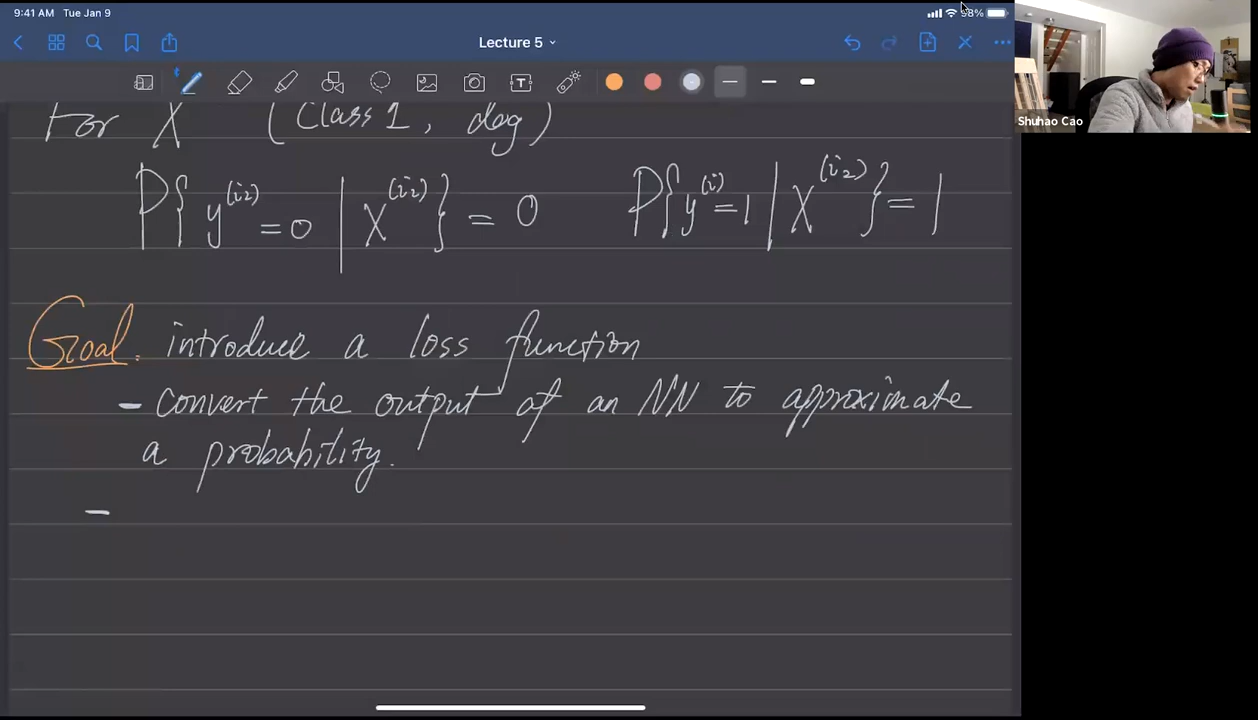 9:41 AM Tue Jan 9
98%
Lecture 5
Shuhao Cao
For X (Class 1, dog)
P{ y^(i₂) = 0 | X^(i₂) } = 0 P{ y^(i) = 1 | X^(i₂) } = 1
Goal: introduce a loss function
- convert the output of an NN to approximate
a probability.
-